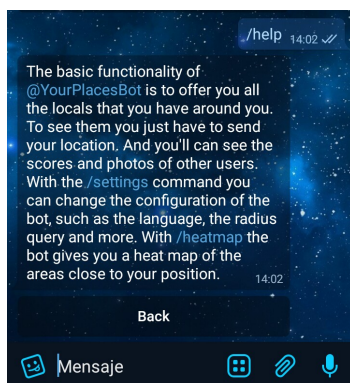 /help 14:02
The basic functionality of
@YourPlacesBot is to offer you all
the locals that you have around you.
To see them you just have to send
your location. And you'll can see the
scores and photos of other users.
With the /settings command you
can change the configuration of the
bot, such as the language, the radius
query and more. With /heatmap the
bot gives you a heat map of the
areas close to your position. 14:02
Back
Mensaje